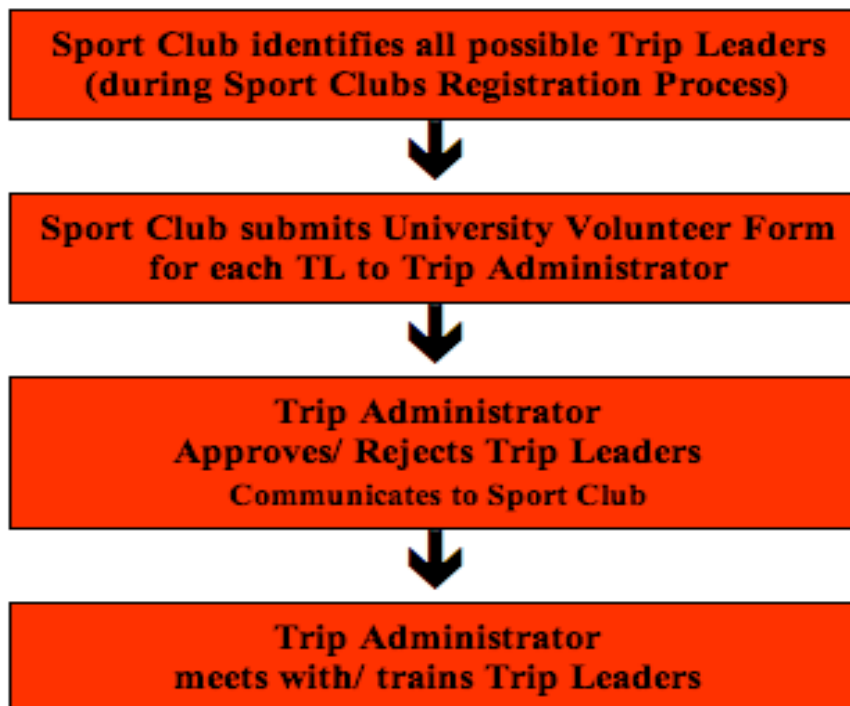 Sport Club identifies all possible Trip Leaders
(during Sport Clubs Registration Process)
Sport Club submits University Volunteer Form
for each TL to Trip Administrator
Trip Administrator
Approves/ Rejects Trip Leaders
Communicates to Sport Club
Trip Administrator
meets with/ trains Trip Leaders